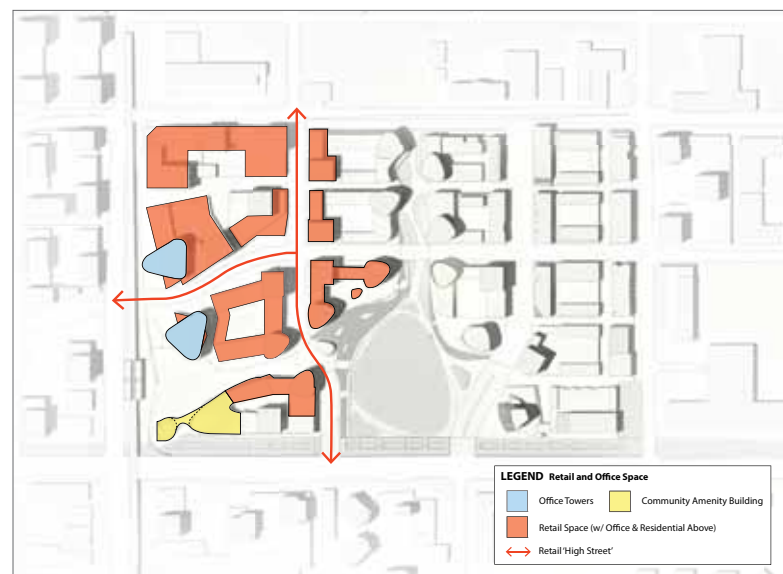 LEGEND Retail and Office Space
Office Towers
Community Amenity Building
Retail Space (w/ Office & Residential Above)
Retail 'High Street'